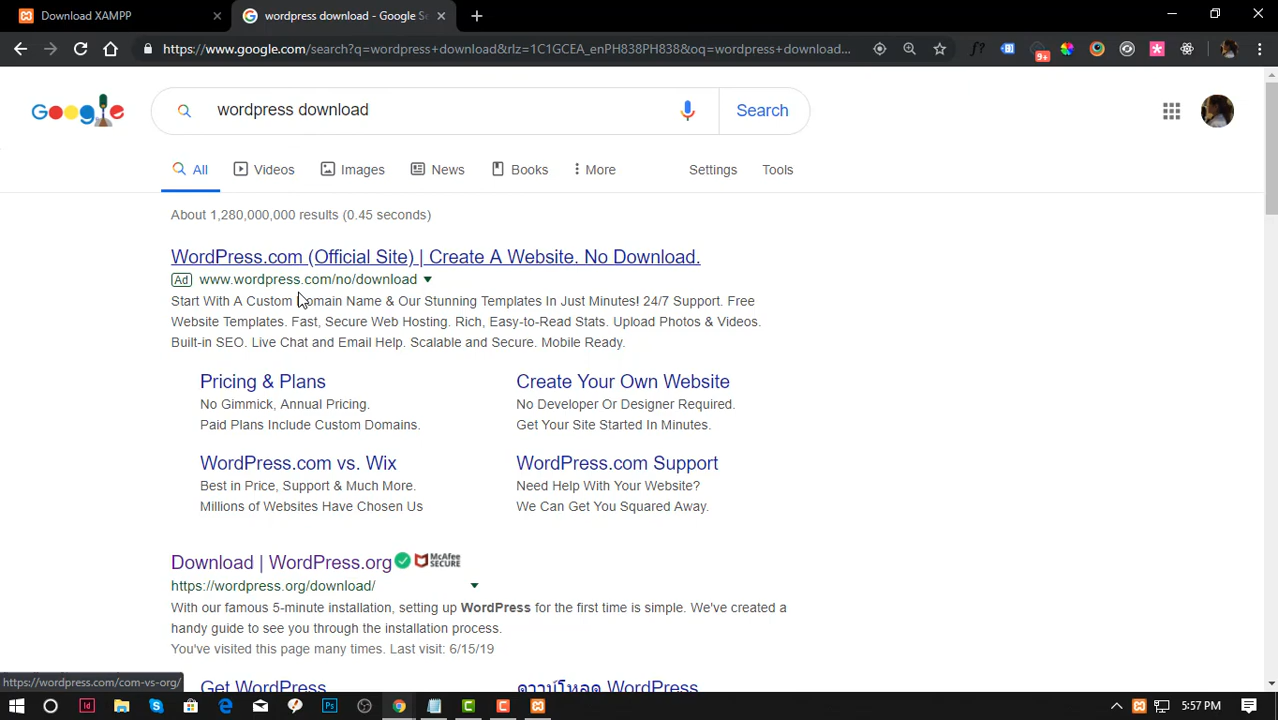 Download XAMPP
wordpress download - Google Se
https://www.google.com/search?q=wordpress+download&rlz=1C1GCEA_enPH838PH838&oq=wordpress+download...
9+
Google
wordpress download
Search
All
Videos
Images
News
Books
More
Settings
Tools
About 1,280,000,000 results (0.45 seconds)
WordPress.com (Official Site) | Create A Website. No Download.
Ad www.wordpress.com/no/download
Start With A Custom Domain Name & Our Stunning Templates In Just Minutes! 24/7 Support. Free
Website Templates. Fast, Secure Web Hosting. Rich, Easy-to-Read Stats. Upload Photos & Videos.
Built-in SEO. Live Chat and Email Help. Scalable and Secure. Mobile Ready.
Pricing & Plans
No Gimmick, Annual Pricing.
Paid Plans Include Custom Domains.
Create Your Own Website
No Developer Or Designer Required.
Get Your Site Started In Minutes.
WordPress.com vs. Wix
Best in Price, Support & Much More.
Millions of Websites Have Chosen Us
WordPress.com Support
Need Help With Your Website?
We Can Get You Squared Away.
Download | WordPress.org
McAfee
SECURE
https://wordpress.org/download/
With our famous 5-minute installation, setting up WordPress for the first time is simple. We've created a
handy guide to see you through the installation process.
You've visited this page many times. Last visit: 6/15/19
Get WordPress
ดาวน์โหลด WordPress
https://wordpress.com/com-vs-org/
5:57 PM